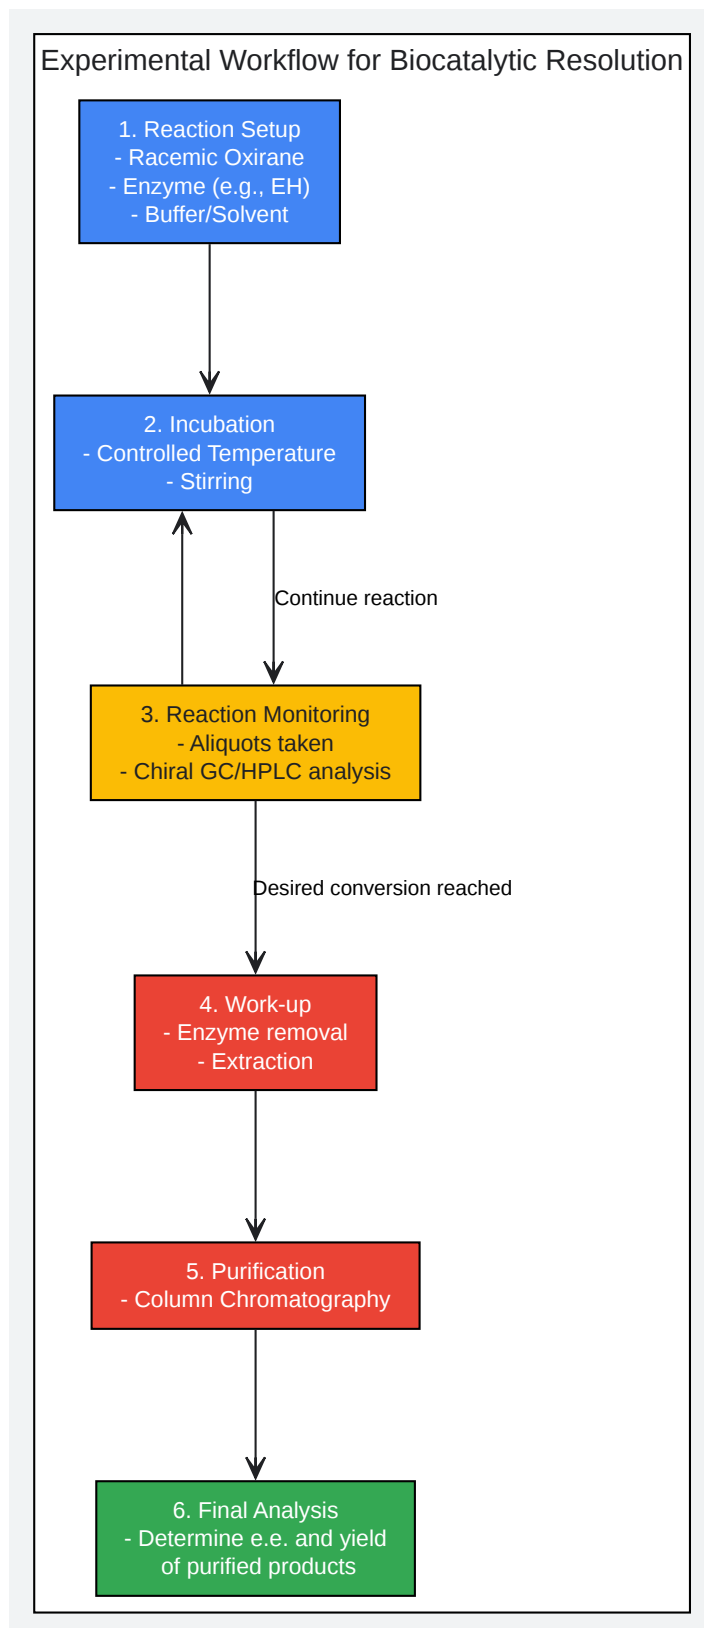 Experimental Workflow for Biocatalytic Resolution
1. Reaction Setup
- Racemic Oxirane
- Enzyme (e.g., EH)
- Buffer/Solvent
2. Incubation
- Controlled Temperature
- Stirring
Continue reaction
3. Reaction Monitoring
- Aliquots taken
- Chiral GC/HPLC analysis
Desired conversion reached
4. Work-up
- Enzyme removal
- Extraction
5. Purification
- Column Chromatography
6. Final Analysis
- Determine e.e. and yield
of purified products